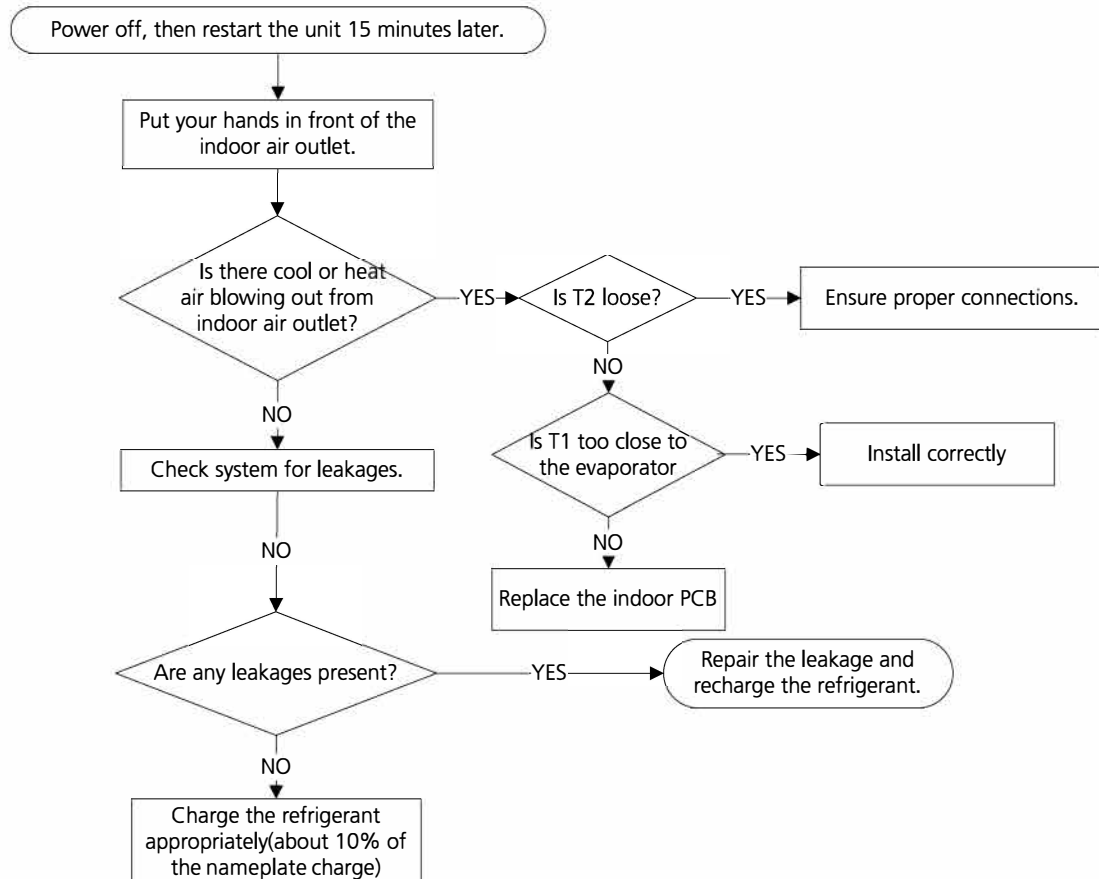 Power off, then restart the unit 15 minutes later.
Put your hands in front of the
indoor air outlet.
Is there cool or heat
air blowing out from
indoor air outlet?
YES
Is T2 loose?
YES
Ensure proper connections.
NO
NO
Is T1 too close to
the evaporator
YES
Install correctly
Check system for leakages.
NO
NO
Replace the indoor PCB
Are any leakages present?
YES
Repair the leakage and
recharge the refrigerant.
NO
Charge the refrigerant
appropriately(about 10% of
the nameplate charge)